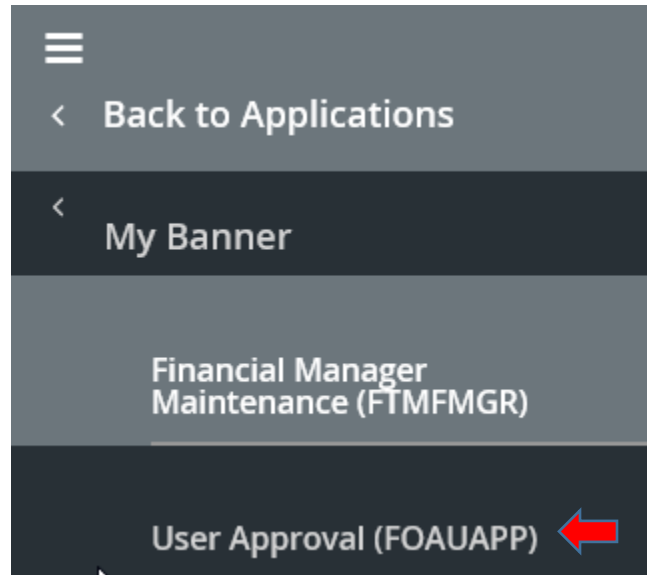 Back to Applications
My Banner
Financial Manager
Maintenance (FTMFMGR)
User Approval (FOAUAPP)